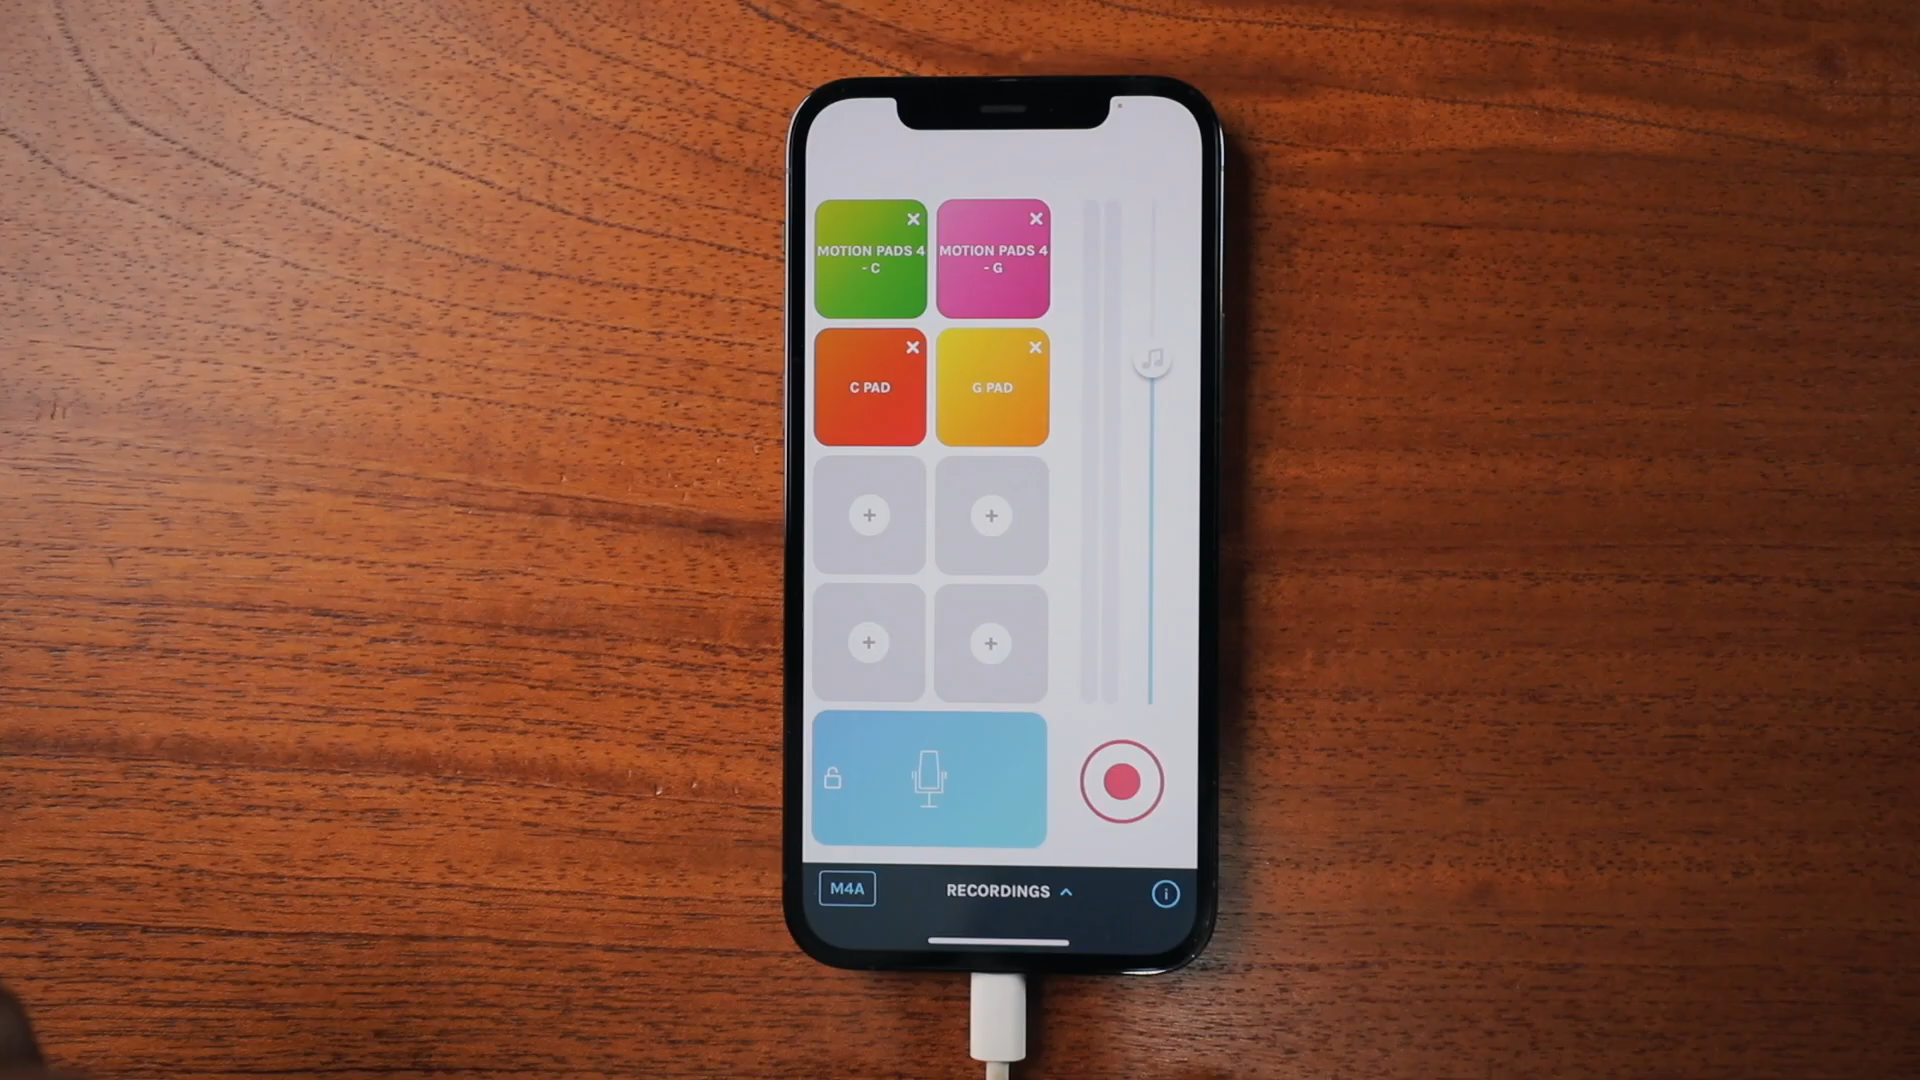 MOTION PADS 4
- C
MOTION PADS 4
- G
C PAD
G PAD
M4A
RECORDINGS